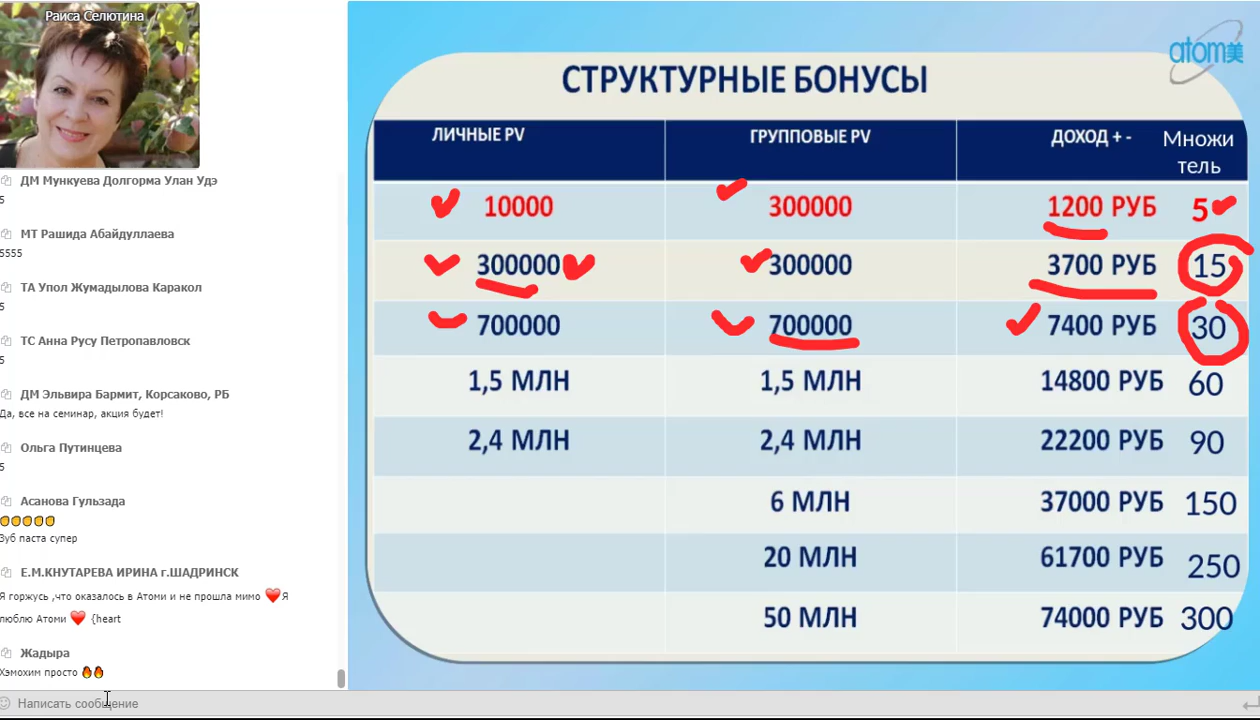 Раиса Селютина
ДМ Мункуева Долгорма Улан Удэ
5
МТ Рашида Абайдуллаева
5555
ТА Упол Жумадылова Каракол
5
ТС Анна Русу Петропавловск
5
ДМ Эльвира Бармит, Корсаково, РБ
Да, все на семинар, акция будет!
Ольга Путинцева
5
Асанова Гульзада
Зуб паста супер
Е.М.КНУТАРЕВА ИРИНА г.ШАДРИНСК
Я горжусь ,что оказалось в Атоми и не прошла мимо ❤️Я
люблю Атоми ❤️ {heart
Жадыра
Хэмохим просто 🔥🔥
Написать сообщение
atom美
СТРУКТУРНЫЕ БОНУСЫ
ЛИЧНЫЕ PV ГРУППОВЫЕ PV ДОХОД + - Множи
тель
10000 300000 1200 РУБ 5
300000 300000 3700 РУБ 15
700000 700000 7400 РУБ 30
1,5 МЛН 1,5 МЛН 14800 РУБ 60
2,4 МЛН 2,4 МЛН 22200 РУБ 90
6 МЛН 37000 РУБ 150
20 МЛН 61700 РУБ 250
50 МЛН 74000 РУБ 300